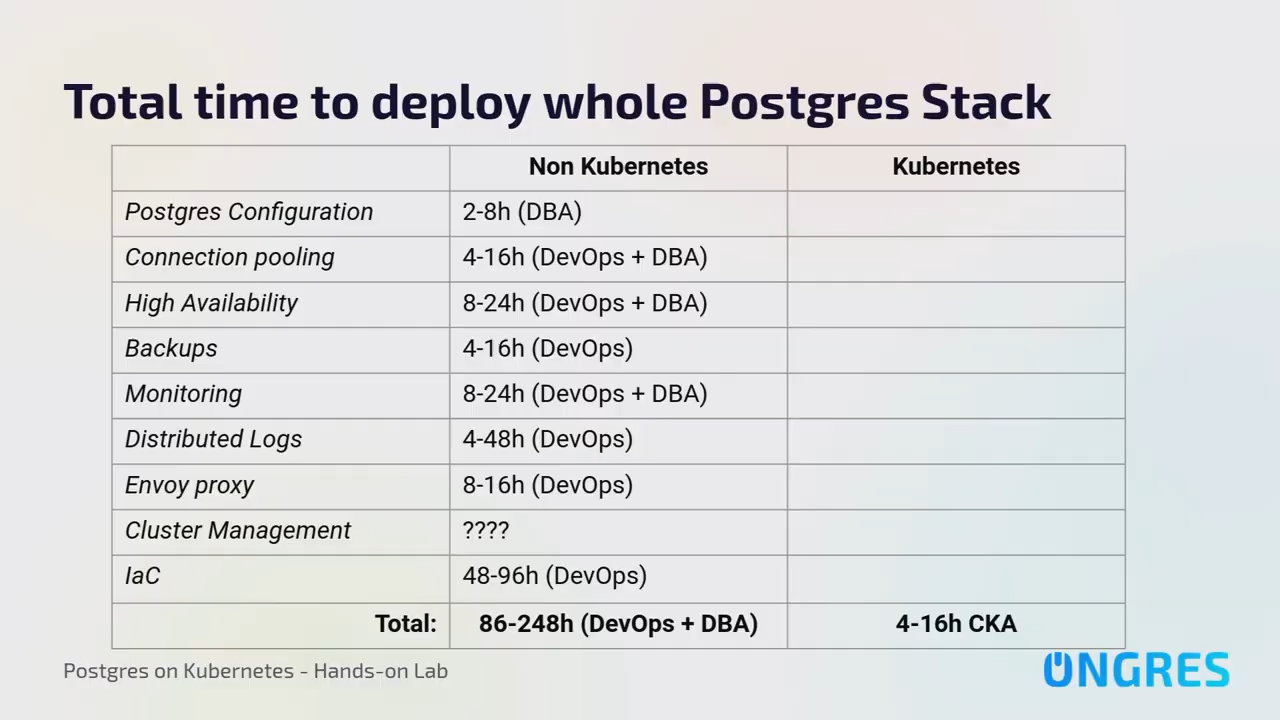 Total time to deploy whole Postgres Stack
Non Kubernetes Kubernetes
Postgres Configuration 2-8h (DBA)
Connection pooling 4-16h (DevOps + DBA)
High Availability 8-24h (DevOps + DBA)
Backups 4-16h (DevOps)
Monitoring 8-24h (DevOps + DBA)
Distributed Logs 4-48h (DevOps)
Envoy proxy 8-16h (DevOps)
Cluster Management ????
IaC 48-96h (DevOps)
Total: 86-248h (DevOps + DBA) 4-16h CKA
Postgres on Kubernetes - Hands-on Lab
ONGRES